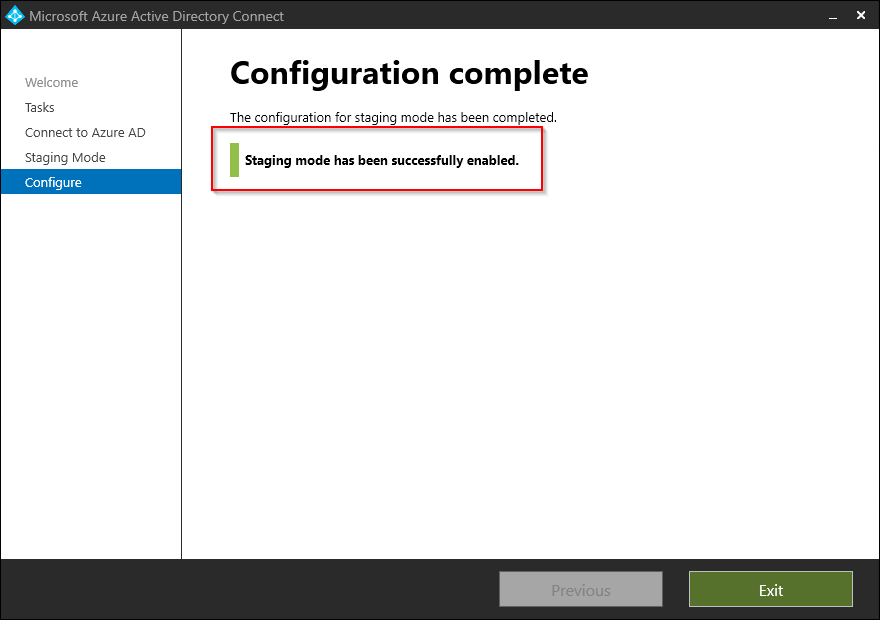 Microsoft Azure Active Directory Connect
Welcome
Tasks
Connect to Azure AD
Staging Mode
Configure
Configuration complete
The configuration for staging mode has been completed.
Staging mode has been successfully enabled.
Previous
Exit